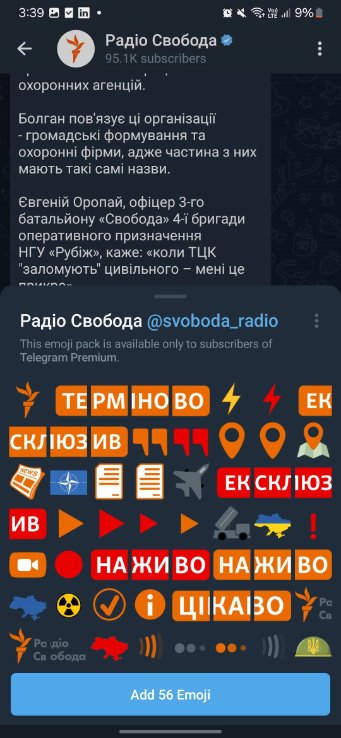 3:39
9%
Радіо Свобода
95.1K subscribers
охоронних агенцій.
Болган пов'язує ці організації
- громадські формування та
охоронні фірми, адже частина з них
мають такі самі назви.
Євгеній Оропай, офіцер 3-го
батальйону «Свобода» 4-ї бригади
оперативного призначення
НГУ «Рубіж», каже: «коли ТЦК
"заломують" цивільного – мені це
прикро»
Радіо Свобода @svoboda_radio
This emoji pack is available only to subscribers of
Telegram Premium.
ТЕРМІНОВО ЕК
СКЛЮЗИВ
NEWS ЕКСКЛЮЗ
ИВ
НАЖИВО НАЖИВО
ЦІКАВО Ра
Радіо
Свобода
Add 56 Emoji